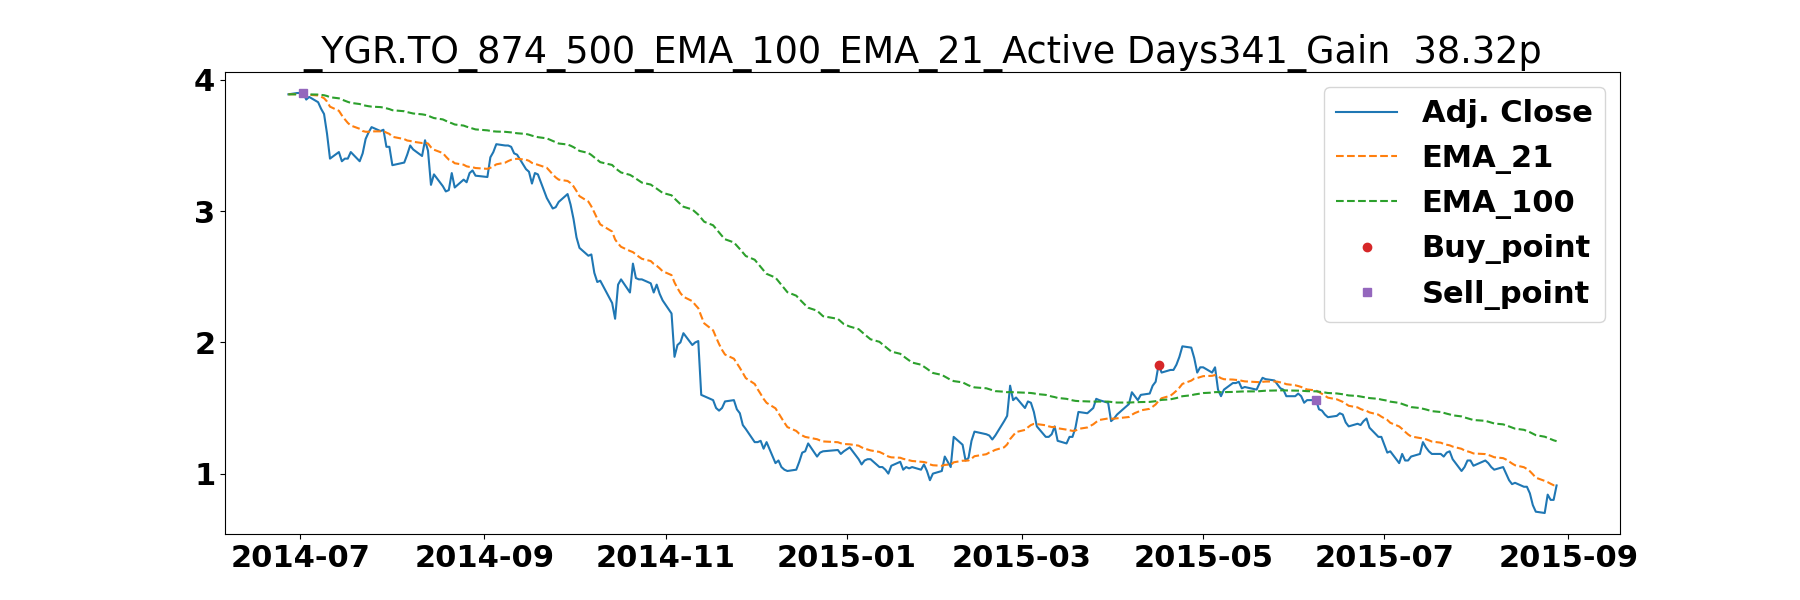 _YGR.TO_874_500_EMA_100_EMA_21_Active Days341_Gain  38.32p
4
3
2
1
Adj. Close
EMA_21
EMA_100
Buy_point
Sell_point
2014-07 2014-09 2014-11 2015-01 2015-03 2015-05 2015-07 2015-09